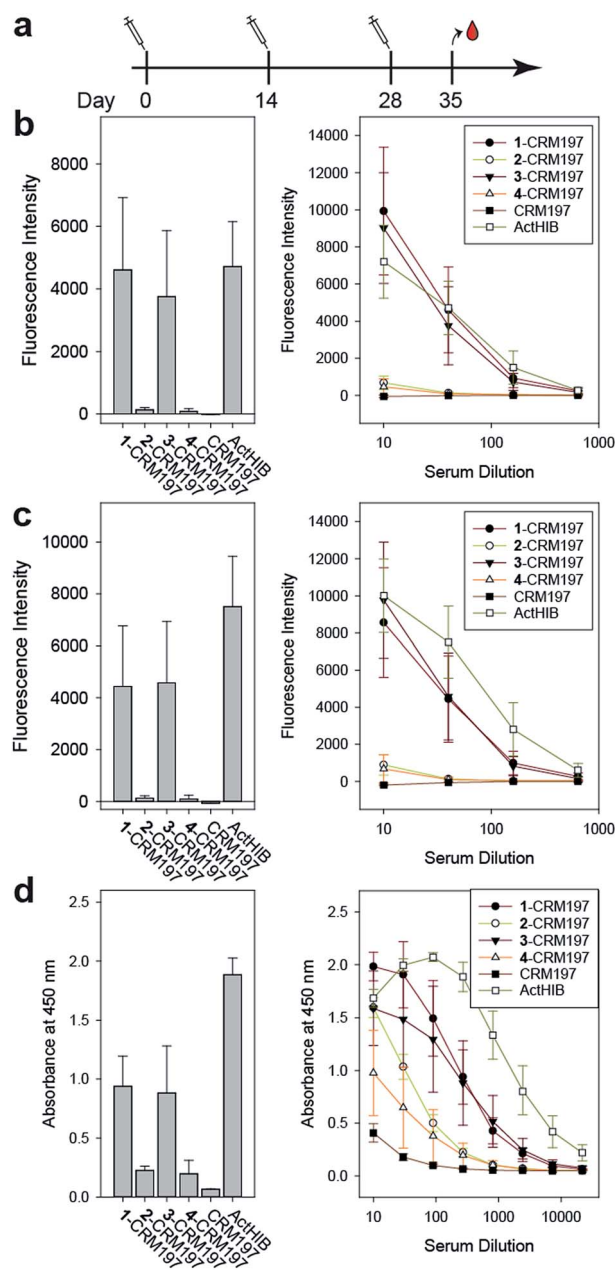 a
Day 0 14 28 35
b
Fluorescence Intensity
8000
6000
4000
2000
0
1-CRM197
2-CRM197
3-CRM197
4-CRM197
CRM197
ActHIB
Fluorescence Intensity
14000
12000
10000
8000
6000
4000
2000
0
10 100 1000
Serum Dilution
1-CRM197
2-CRM197
3-CRM197
4-CRM197
CRM197
ActHIB
c
Fluorescence Intensity
10000
8000
6000
4000
2000
0
1-CRM197
2-CRM197
3-CRM197
4-CRM197
CRM197
ActHIB
Fluorescence Intensity
14000
12000
10000
8000
6000
4000
2000
0
10 100 1000
Serum Dilution
1-CRM197
2-CRM197
3-CRM197
4-CRM197
CRM197
ActHIB
d
Absorbance at 450 nm
2.5
2.0
1.5
1.0
0.5
0.0
1-CRM197
2-CRM197
3-CRM197
4-CRM197
CRM197
ActHIB
Absorbance at 450 nm
2.5
2.0
1.5
1.0
0.5
0.0
10 100 1000 10000
Serum Dilution
1-CRM197
2-CRM197
3-CRM197
4-CRM197
CRM197
ActHIB